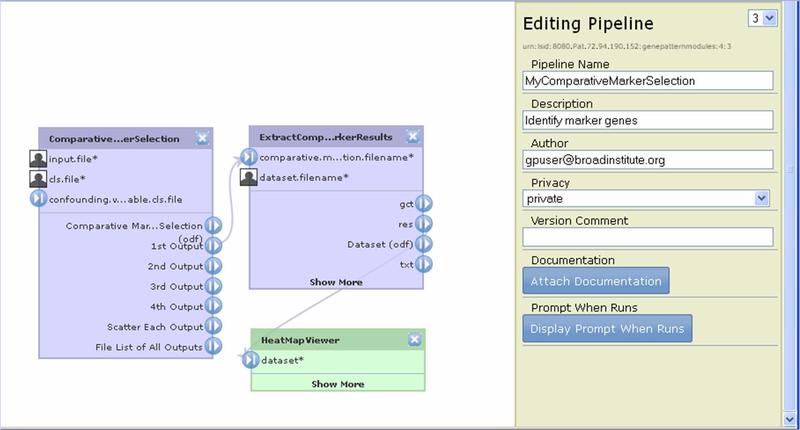 Comparative...erSelection
input.file*
cls.file*
confounding.v...able.cls.file
Comparative Mar...Selection
(odf)
1st Output
2nd Output
3rd Output
4th Output
Scatter Each Output
File List of All Outputs
ExtractComp...rkerResults
comparative.m...tion.filename*
dataset.filename*
gct
res
Dataset (odf)
txt
Show More
HeatMapViewer
dataset*
Show More
Editing Pipeline
3
urn:lsid:8080.Pat.72.94.190.152:genepatternmodules:4:3
Pipeline Name
MyComparativeMarkerSelection
Description
Identify marker genes
Author
gpuser@broadinstitute.org
Privacy
private
Version Comment
Documentation
Attach Documentation
Prompt When Runs
Display Prompt When Runs